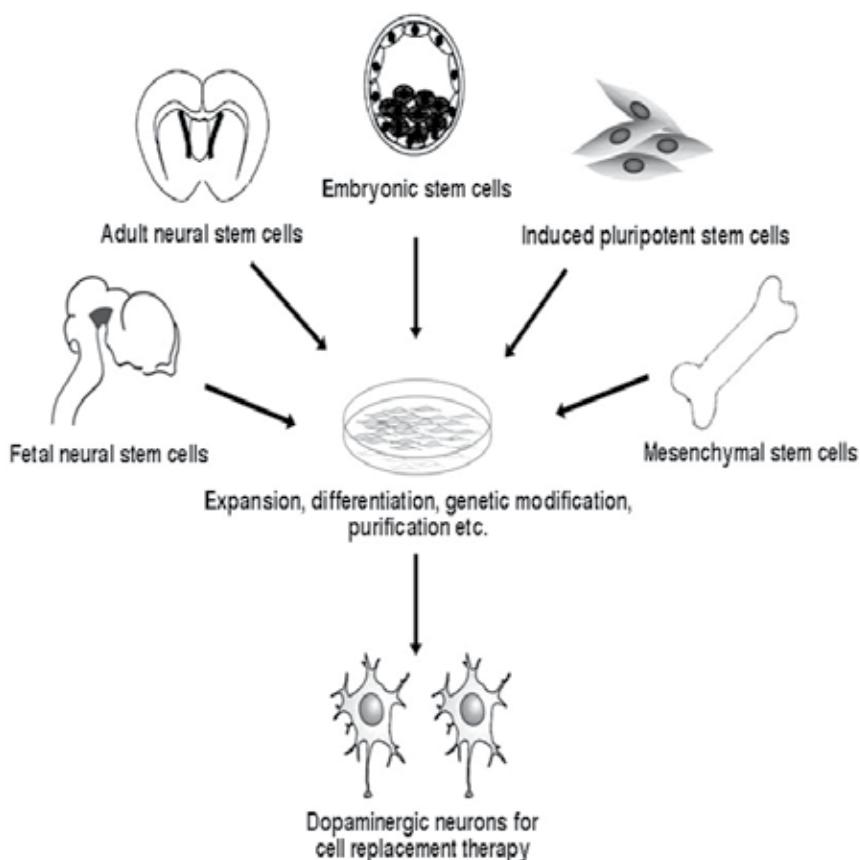 Embryonic stem cells
Adult neural stem cells
Induced pluripotent stem cells
Fetal neural stem cells
Mesenchymal stem cells
Expansion, differentiation, genetic modification,
purification etc.
Dopaminergic neurons for
cell replacement therapy